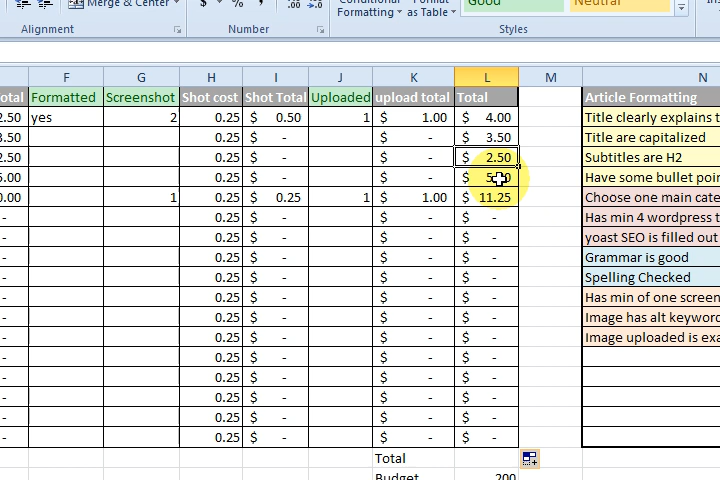 Merge & Center $ % , .00 Conditional Format Good Neutral
Formatting as Table
Alignment Number Styles
F G H I J K L M N
otal Formatted Screenshot Shot cost Shot Total Uploaded upload total Total Article Formatting
2.50 yes 2 0.25 $ 0.50 1 $ 1.00 $ 4.00 Title clearly explains t
3.50 0.25 $ - $ - $ 3.50 Title are capitalized
2.50 0.25 $ - $ - $ 2.50 Subtitles are H2
5.00 0.25 $ - $ - $ Have some bullet poin
0.00 1 0.25 $ 0.25 1 $ 1.00 $ 11.25 Choose one main cate
- 0.25 $ - $ - $ - Has min 4 wordpress t
- 0.25 $ - $ - $ - yoast SEO is filled out
- 0.25 $ - $ - $ - Grammar is good
- 0.25 $ - $ - $ - Spelling Checked
- 0.25 $ - $ - $ - Has min of one screen
- 0.25 $ - $ - $ - Image has alt keyword
- 0.25 $ - $ - $ - Image uploaded is exa
- 0.25 $ - $ - $ -
- 0.25 $ - $ - $ -
- 0.25 $ - $ - $ -
- 0.25 $ - $ - $ -
- 0.25 $ - $ - $ -
Total
Budget 200